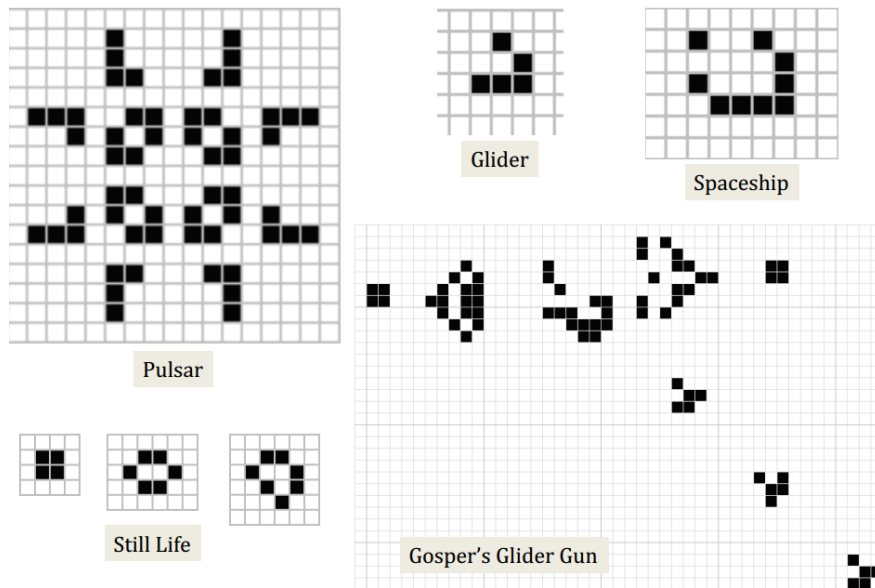 Glider
Spaceship
Pulsar
Still Life
Gosper's Glider Gun